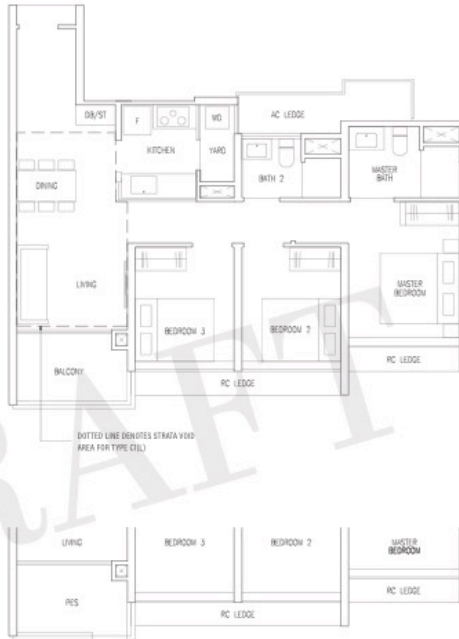 DB/ST
F
WD
AC LEDGE
KITCHEN
YARD
BATH 2
MASTER
BATH
DINING
LIVING
MASTER
BEDROOM
BEDROOM 3
BEDROOM 2
BALCONY
RC LEDGE
RC LEDGE
DOTTED LINE DENOTES STRATA VOID
AREA FOR TYPE C1(L)
RAFT
LIVING
BEDROOM 3
BEDROOM 2
MASTER
BEDROOM
PES
RC LEDGE
RC LEDGE